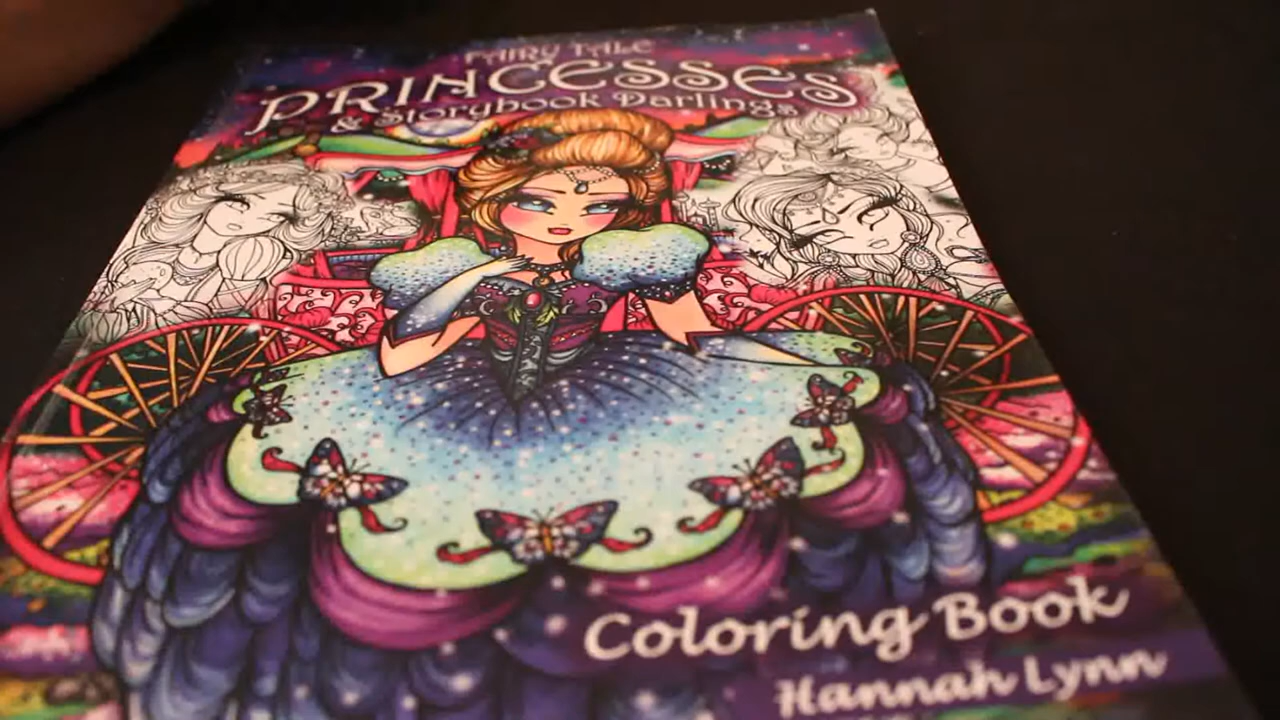 FAIRY TALE
PRINCESSES
& Storybook Darlings
Coloring Book
Hannah Lynn